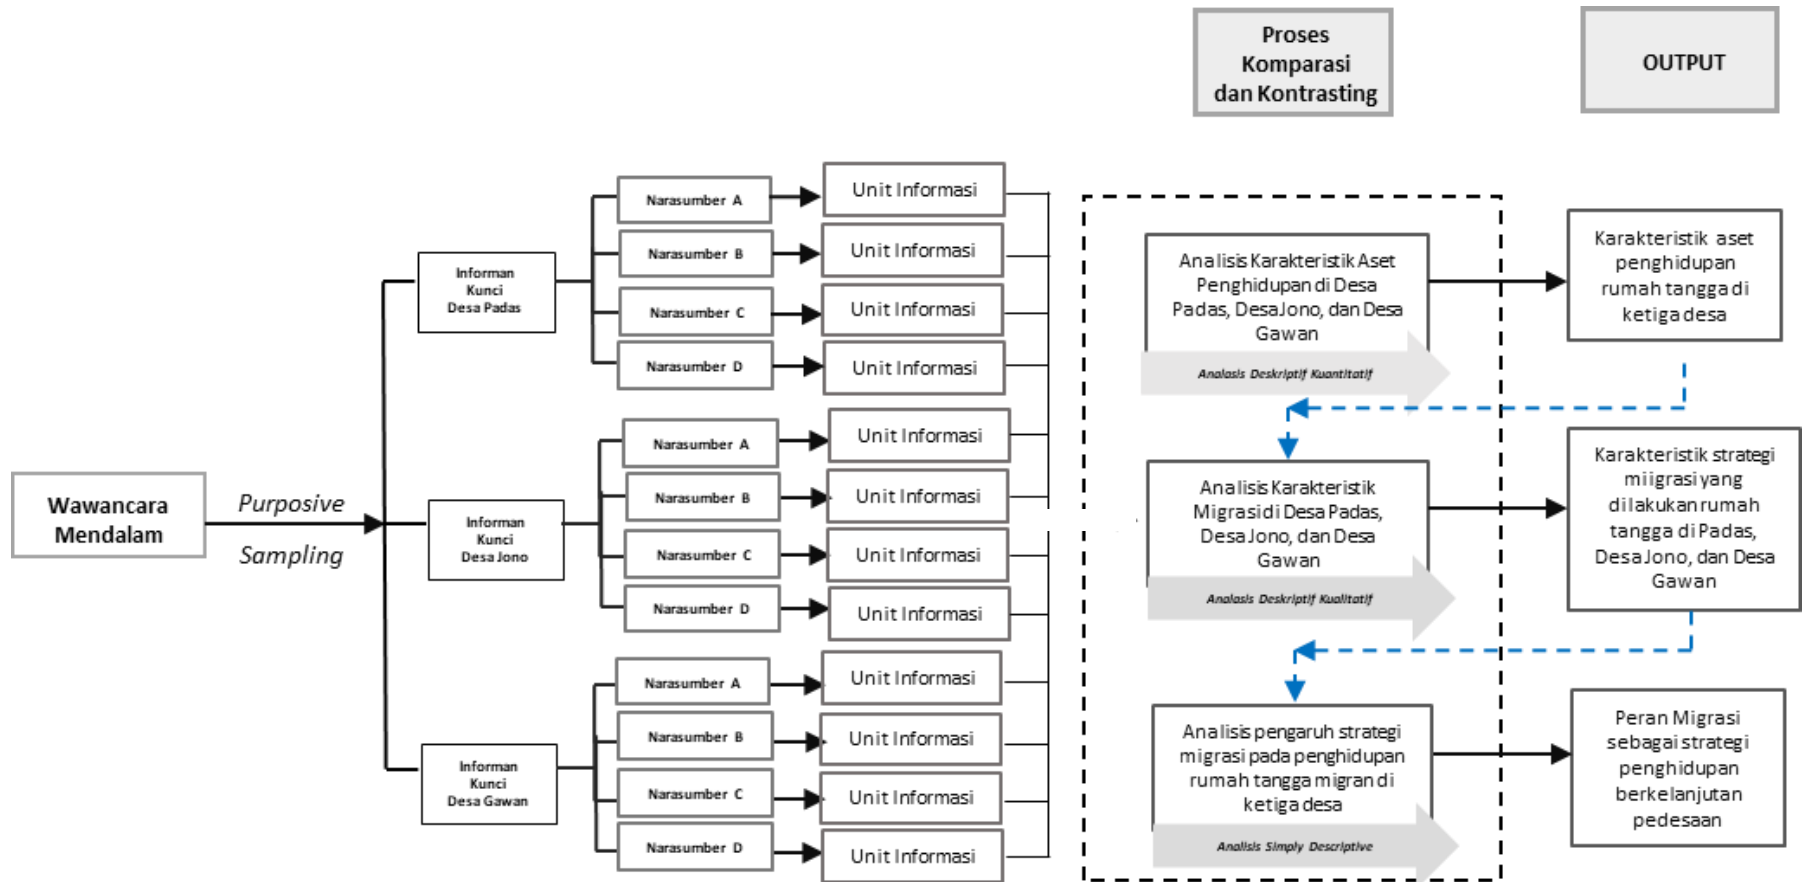 Proses
Komparasi
dan Kontrasting
OUTPUT
Wawancara
Mendalam
Purposive
Sampling
Informan
Kunci
Desa Padas
Narasumber A
Unit Informasi
Narasumber B
Unit Informasi
Narasumber C
Unit Informasi
Narasumber D
Unit Informasi
Informan
Kunci
Desa Jono
Narasumber A
Unit Informasi
Narasumber B
Unit Informasi
Narasumber C
Unit Informasi
Narasumber D
Unit Informasi
Informan
Kunci
Desa Gawan
Narasumber A
Unit Informasi
Narasumber B
Unit Informasi
Narasumber C
Unit Informasi
Narasumber D
Unit Informasi
Analisis Karakteristik Aset
Penghidupan di Desa
Padas, Desa Jono, dan Desa
Gawan
Analasis Deskriptif Kuantitatif
Karakteristik aset
penghidupan
rumah tangga di
ketiga desa
Analisis Karakteristik
Migrasi di Desa Padas,
Desa Jono, dan Desa
Gawan
Analasis Deskriptif Kualitatif
Karakteristik strategi
miigrasi yang
dilakukan rumah
tangga di Padas,
Desa Jono, dan Desa
Gawan
Analisis pengaruh strategi
migrasi pada penghidupan
rumah tangga migran di
ketiga desa
Analisis Simply Descriptive
Peran Migrasi
sebagai strategi
penghidupan
berkelanjutan
pedesaan